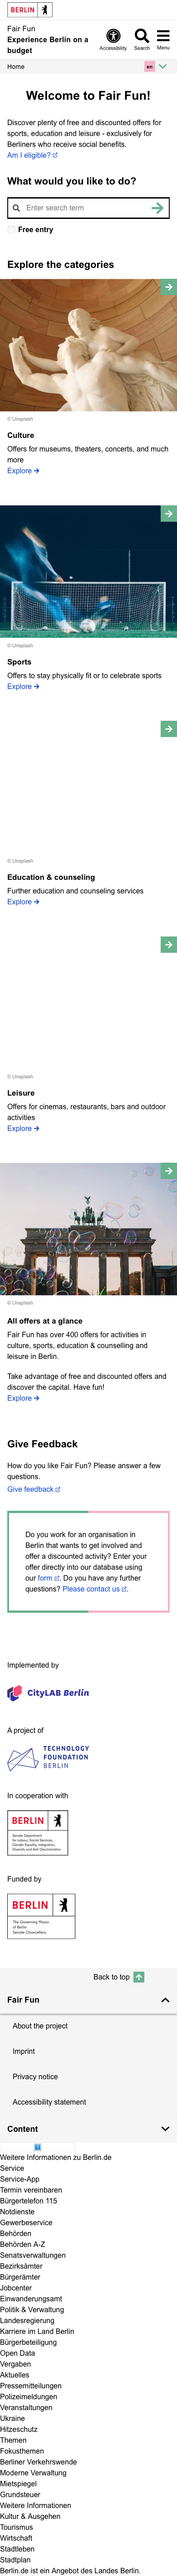 BERLIN
Fair Fun
Experience Berlin on a
budget
Accessibility
Search
Menu
Home
en
Welcome to Fair Fun!
Discover plenty of free and discounted offers for
sports, education and leisure - exclusively for
Berliners who receive social benefits.
Am I eligible?
What would you like to do?
Enter search term
Free entry
Explore the categories
© Unsplash
Culture
Offers for museums, theaters, concerts, and much
more
Explore
© Unsplash
Sports
Offers to stay physically fit or to celebrate sports
Explore
© Unsplash
Education & counseling
Further education and counseling services
Explore
© Unsplash
Leisure
Offers for cinemas, restaurants, bars and outdoor
activities
Explore
© Unsplash
All offers at a glance
Fair Fun has over 400 offers for activities in
culture, sports, education & counselling and
leisure in Berlin.
Take advantage of free and discounted offers and
discover the capital. Have fun!
Explore
Give Feedback
How do you like Fair Fun? Please answer a few
questions.
Give feedback
Do you work for an organisation in
Berlin that wants to get involved and
offer a discounted activity? Enter your
offer directly into our database using
our form. Do you have any further
questions? Please contact us.
Implemented by
CityLAB Berlin
A project of
TECHNOLOGY
FOUNDATION
BERLIN
In cooperation with
BERLIN
Senate Department
for Labour, Social Services,
Gender Equality, Integration,
Diversity and Anti-Discrimination
Funded by
BERLIN
The Governing Mayor
of Berlin
Senate Chancellery
Back to top
Fair Fun
About the project
Imprint
Privacy notice
Accessibility statement
Content
Weitere Informationen zu Berlin.de
Service
Service-App
Termin vereinbaren
Bürgertelefon 115
Notdienste
Gewerbeservice
Behörden
Behörden A-Z
Senatsverwaltungen
Bezirksämter
Bürgerämter
Jobcenter
Einwanderungsamt
Politik & Verwaltung
Landesregierung
Karriere im Land Berlin
Bürgerbeteiligung
Open Data
Vergaben
Aktuelles
Pressemitteilungen
Polizeimeldungen
Veranstaltungen
Ukraine
Hitzeschutz
Themen
Fokusthemen
Berliner Verkehrswende
Moderne Verwaltung
Mietspiegel
Grundsteuer
Weitere Informationen
Kultur & Ausgehen
Tourismus
Wirtschaft
Stadtleben
Stadtplan
Berlin.de ist ein Angebot des Landes Berlin.